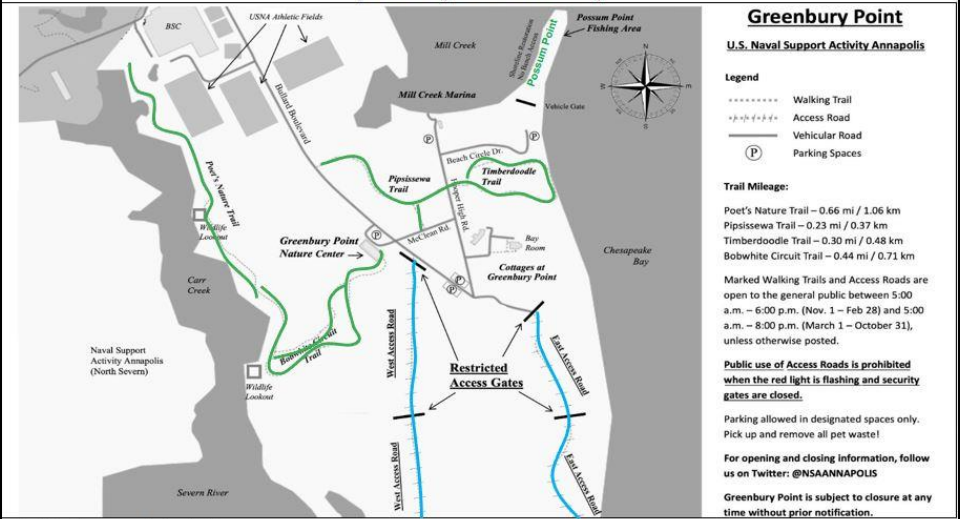 BSC
USNA Athletic Fields
Bullard Boulevard
Mill Creek
Mill Creek Marina
Shoreline Restoration
No Beach Access
Possum Point
Possum Point
Fishing Area
N
W
E
S
Vehicle Gate
P
P
Beach Circle Dr.
Pipsissewa
Trail
Timberdoodle
Trail
Hooper High Rd.
McClean Rd.
P
Poet's Nature Trail
Wildlife
Lookout
Greenbury Point
Nature Center
Bay
Room
Cottages at
Greenbury Point
P
P
Chesapeake
Bay
Carr
Creek
Bobwhite Circuit
Trail
Naval Support
Activity Annapolis
(North Severn)
Wildlife
Lookout
Restricted
Access Gates
West Access Road
East Access Road
West Access Road
East Access Road
Severn River
Greenbury Point
U.S. Naval Support Activity Annapolis
Legend
Walking Trail
Access Road
Vehicular Road
P Parking Spaces
Trail Mileage:
Poet's Nature Trail – 0.66 mi / 1.06 km
Pipsissewa Trail – 0.23 mi / 0.37 km
Timberdoodle Trail – 0.30 mi / 0.48 km
Bobwhite Circuit Trail – 0.44 mi / 0.71 km
Marked Walking Trails and Access Roads are
open to the general public between 5:00
a.m. – 6:00 p.m. (Nov. 1 – Feb 28) and 5:00
a.m. – 8:00 p.m. (March 1 – October 31),
unless otherwise posted.
Public use of Access Roads is prohibited
when the red light is flashing and security
gates are closed.
Parking allowed in designated spaces only.
Pick up and remove all pet waste!
For opening and closing information, follow
us on Twitter: @NSAANNAPOLIS
Greenbury Point is subject to closure at any
time without prior notification.